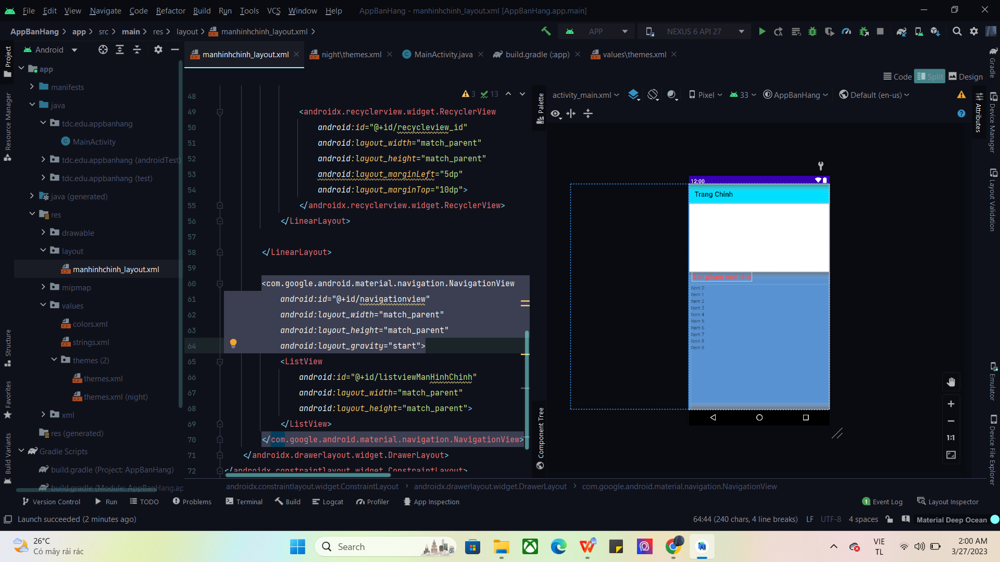 File Edit View Navigate Code Refactor Build Run Tools VCS Window Help AppBanHang - manhinhchinh_layout.xml [AppBanHang.app.main]
AppBanHang app src main res layout manhinhchinh_layout.xml APP NEXUS 6 API 27
Project
Android
manhinhchinh_layout.xml night\themes.xml MainActivity.java build.gradle (:app) values\themes.xml
Gradle
Code Split Design
app
manifests
java
tdc.edu.appbanhang
MainActivity
tdc.edu.appbanhang (androidTest)
tdc.edu.appbanhang (test)
java (generated)
res
drawable
layout
manhinhchinh_layout.xml
mipmap
values
colors.xml
strings.xml
themes (2)
themes.xml
themes.xml (night)
xml
res (generated)
Gradle Scripts
build.gradle (Project: AppBanHang)
build.gradle (Module: AppBanHang.ap
Resource Manager
Structure
Favorites
Build Variants
3 13
48
49 <androidx.recyclerview.widget.RecyclerView
50 android:id="@+id/recycleview_id"
51 android:layout_width="match_parent"
52 android:layout_height="match_parent"
53 android:layout_marginLeft="5dp"
54 android:layout_marginTop="10dp">
55 </androidx.recyclerview.widget.RecyclerView>
56 </LinearLayout>
57
58 </LinearLayout>
59
60 <com.google.android.material.navigation.NavigationView
61 android:id="@+id/navigationview"
62 android:layout_width="match_parent"
63 android:layout_height="match_parent"
64 android:layout_gravity="start">
65 <ListView
66 android:id="@+id/listviewManHinhChinh"
67 android:layout_width="match_parent"
68 android:layout_height="match_parent">
69 </ListView>
70 </com.google.android.material.navigation.NavigationView>
71 </androidx.drawerlayout.widget.DrawerLayout>
72 </androidx.constraintlayout.widget.ConstraintLayout>
Palette
Component Tree
activity_main.xml Pixel 33 AppBanHang Default (en-us)
12:00
Trang Chính
Item 0
Item 1
Item 2
Item 3
Item 4
Item 5
Item 6
Item 7
Item 8
Item 9
1:1
Attributes
Device Manager
Layout Validation
Emulator
Device File Explorer
androidx.constraintlayout.widget.ConstraintLayout androidx.drawerlayout.widget.DrawerLayout com.google.android.material.navigation.NavigationView
Version Control Run TODO Problems Terminal Build Logcat Profiler App Inspection 1 Event Log Layout Inspector
Launch succeeded (2 minutes ago) 64:44 (240 chars, 4 line breaks) LF UTF-8 4 spaces Material Deep Ocean
26°C
Có mây rải rác
Search
VIE
TL
2:00 AM
3/27/2023